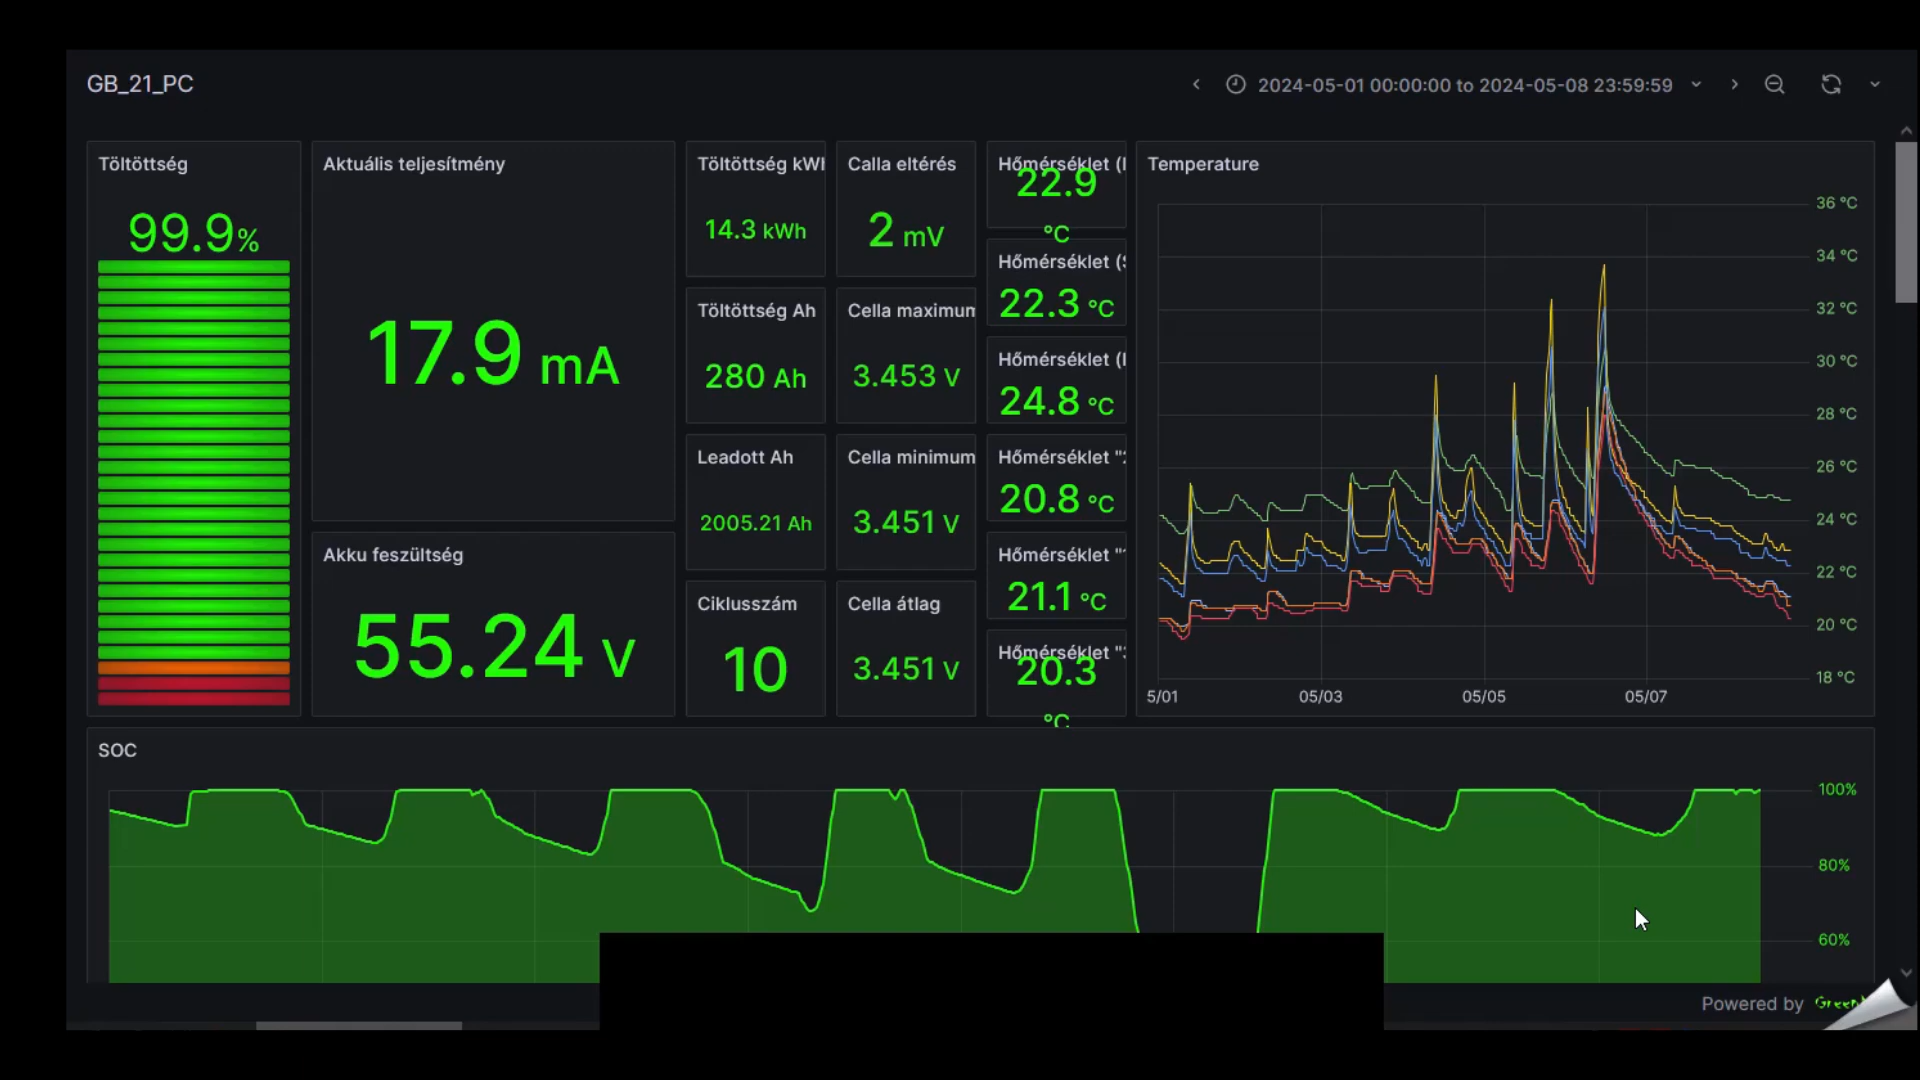 GB_21_PC
2024-05-01 00:00:00 to 2024-05-08 23:59:59
Töltöttség
99.9%
Aktuális teljesítmény
17.9 mA
Akku feszültség
55.24 V
Töltöttség kWh
14.3 kWh
Töltöttség Ah
280 Ah
Leadott Ah
2005.21 Ah
Ciklusszám
10
Calla eltérés
2 mV
Cella maximum
3.453 V
Cella minimum
3.451 V
Cella átlag
3.451 V
Hőmérséklet (
22.9
°C
Hőmérséklet (
22.3 °C
Hőmérséklet (
24.8 °C
Hőmérséklet "
20.8 °C
Hőmérséklet "
21.1 °C
Hőmérséklet "
20.3
°C
Temperature
36 °C
34 °C
32 °C
30 °C
28 °C
26 °C
24 °C
22 °C
20 °C
18 °C
5/01 05/03 05/05 05/07
SOC
100%
80%
60%
Powered by Green